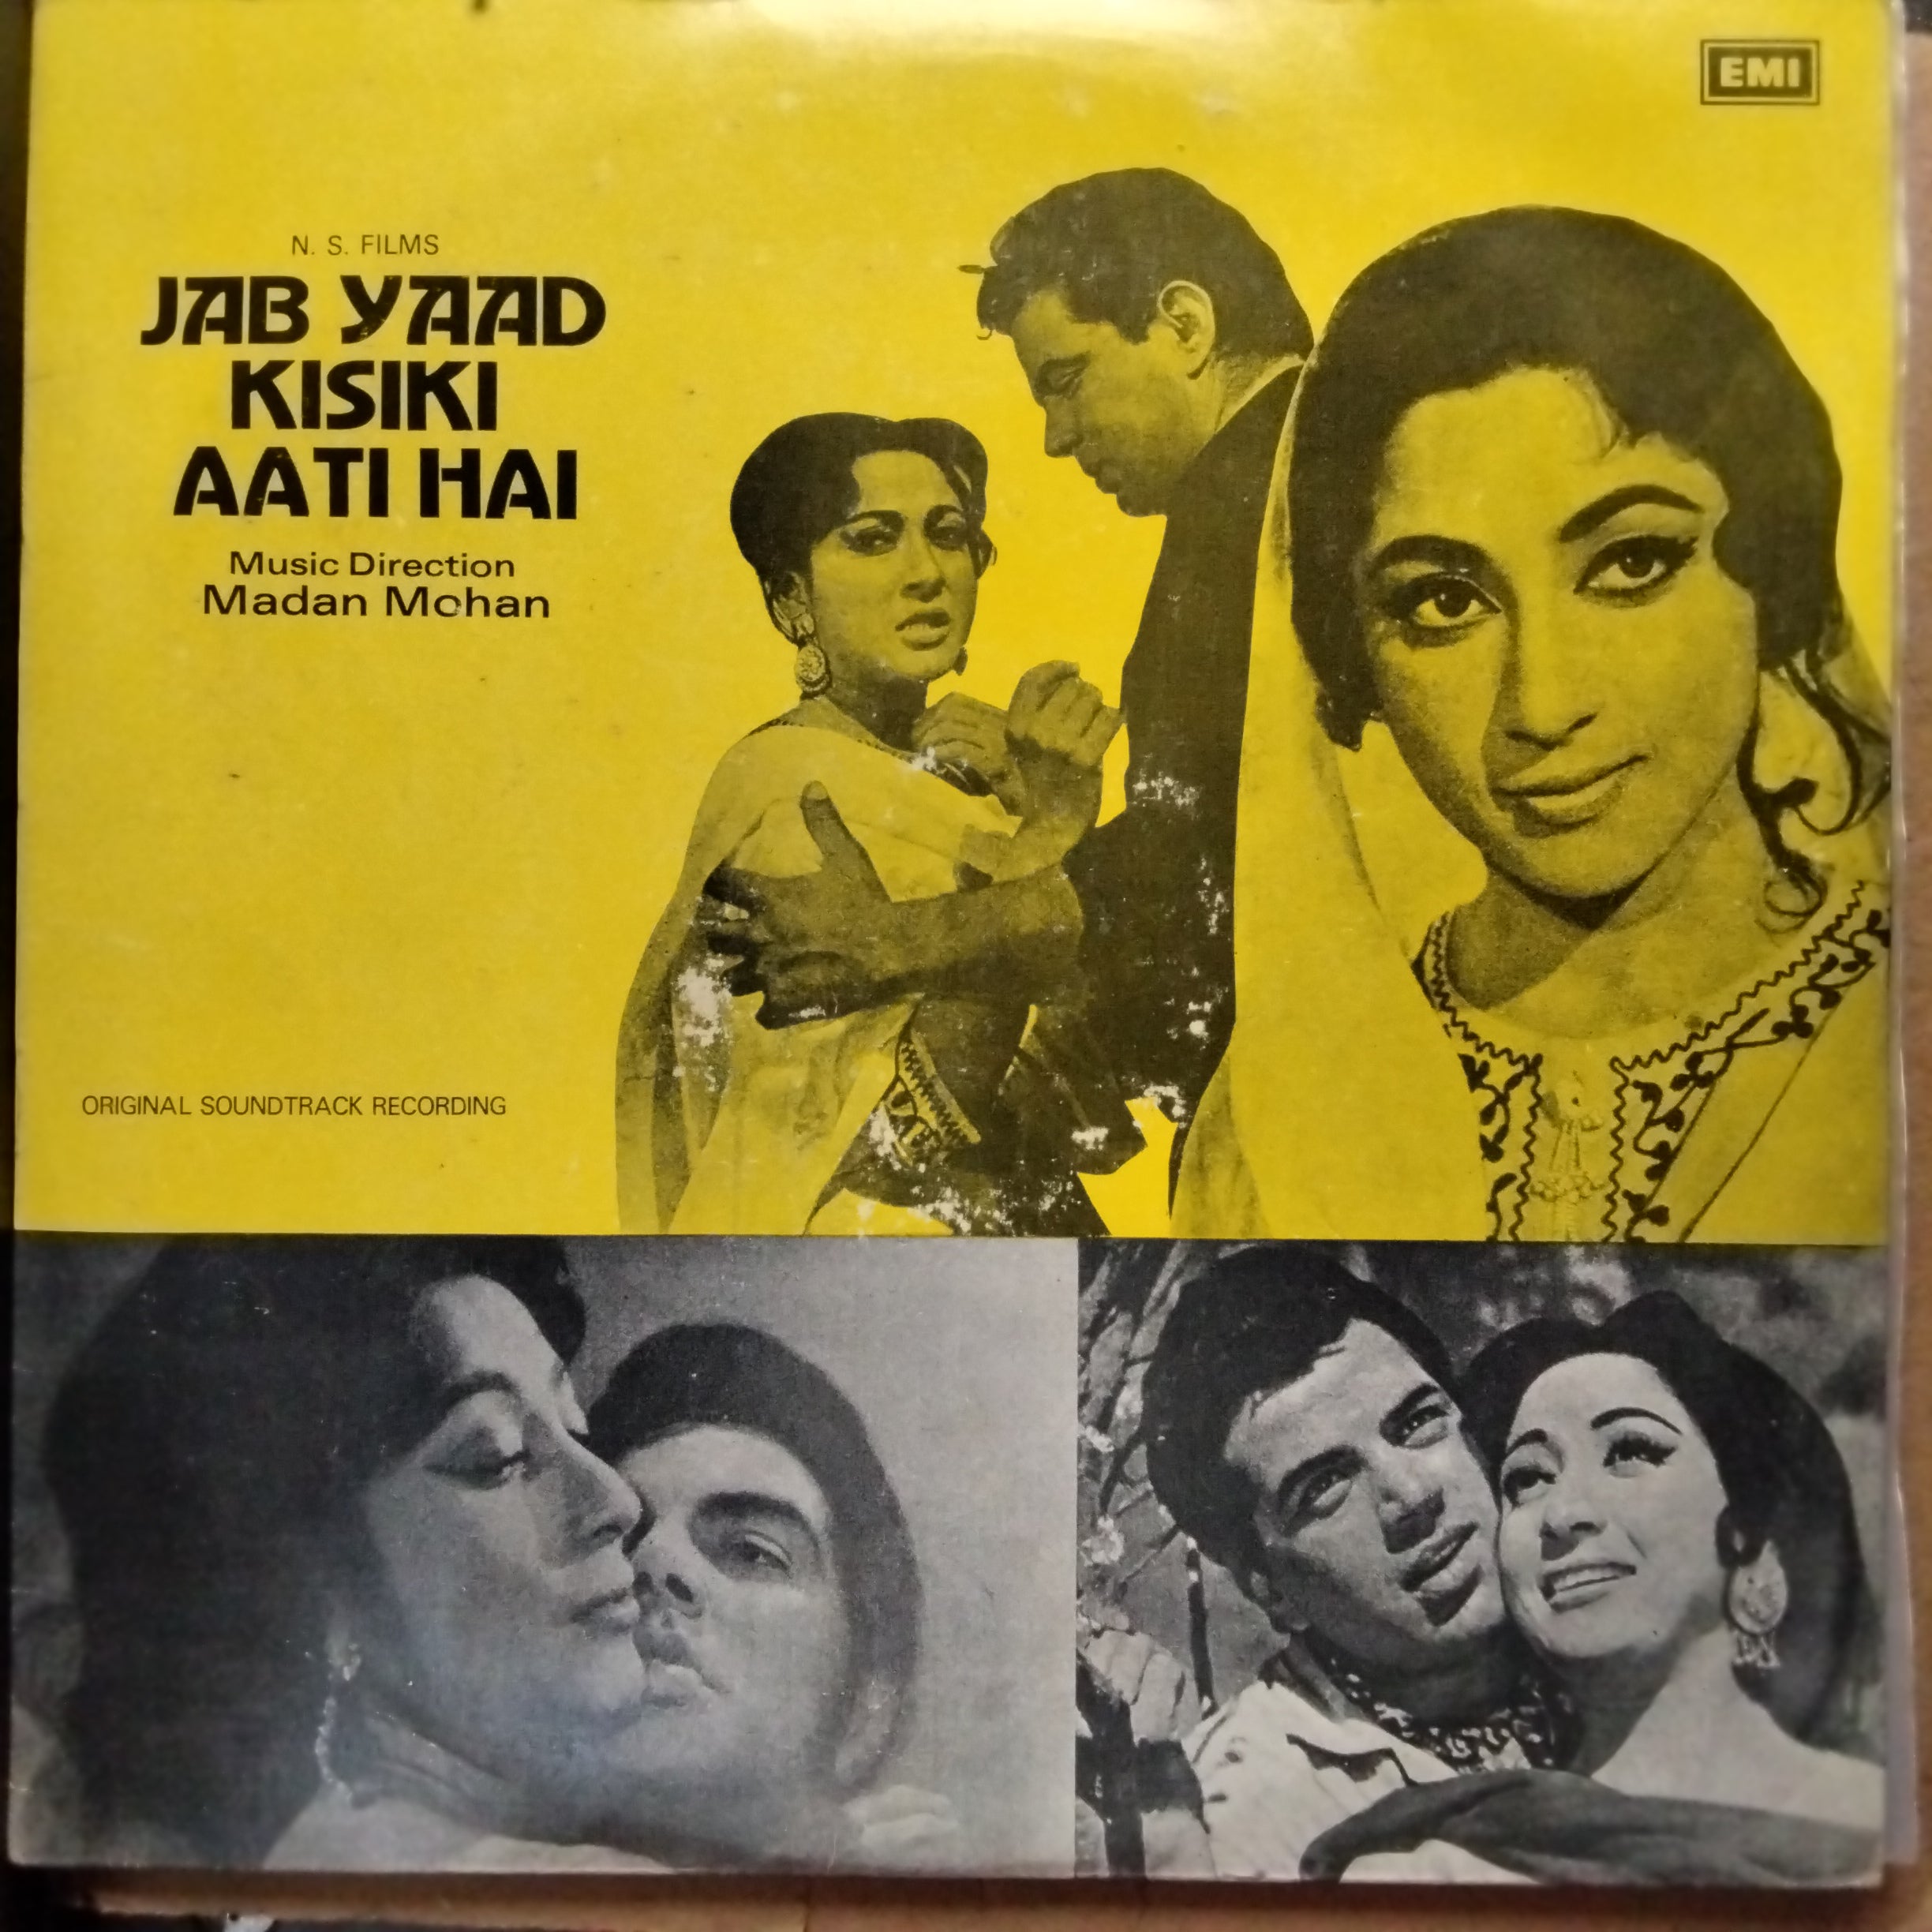 EMI
N. S. FILMS
JAB YAAD
KISIKI
AATI HAI
Music Direction
Madan Mohan
ORIGINAL SOUNDTRACK RECORDING